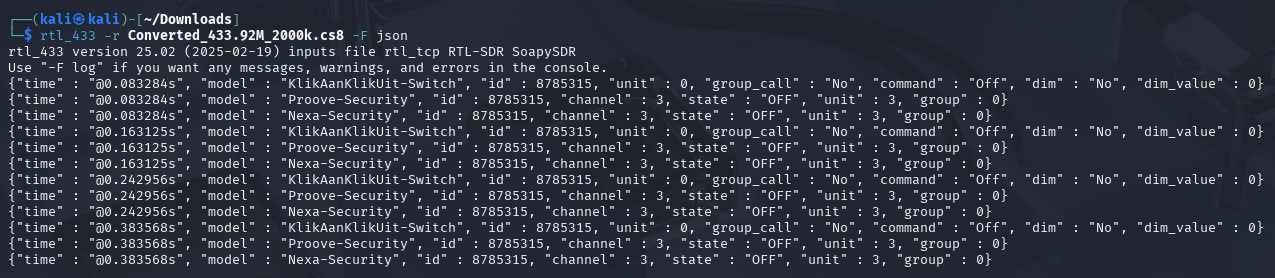 ┌──(kali㉿kali)-[~/Downloads]
└─$ rtl_433 -r Converted_433.92M_2000k.cs8 -F json
rtl_433 version 25.02 (2025-02-19) inputs file rtl_tcp RTL-SDR SoapySDR
Use "-F log" if you want any messages, warnings, and errors in the console.
{"time" : "@0.083284s", "model" : "KlikAanKlikUit-Switch", "id" : 8785315, "unit" : 0, "group_call" : "No", "command" : "Off", "dim" : "No", "dim_value" : 0}
{"time" : "@0.083284s", "model" : "Proove-Security", "id" : 8785315, "channel" : 3, "state" : "OFF", "unit" : 3, "group" : 0}
{"time" : "@0.083284s", "model" : "Nexa-Security", "id" : 8785315, "channel" : 3, "state" : "OFF", "unit" : 3, "group" : 0}
{"time" : "@0.163125s", "model" : "KlikAanKlikUit-Switch", "id" : 8785315, "unit" : 0, "group_call" : "No", "command" : "Off", "dim" : "No", "dim_value" : 0}
{"time" : "@0.163125s", "model" : "Proove-Security", "id" : 8785315, "channel" : 3, "state" : "OFF", "unit" : 3, "group" : 0}
{"time" : "@0.163125s", "model" : "Nexa-Security", "id" : 8785315, "channel" : 3, "state" : "OFF", "unit" : 3, "group" : 0}
{"time" : "@0.242956s", "model" : "KlikAanKlikUit-Switch", "id" : 8785315, "unit" : 0, "group_call" : "No", "command" : "Off", "dim" : "No", "dim_value" : 0}
{"time" : "@0.242956s", "model" : "Proove-Security", "id" : 8785315, "channel" : 3, "state" : "OFF", "unit" : 3, "group" : 0}
{"time" : "@0.242956s", "model" : "Nexa-Security", "id" : 8785315, "channel" : 3, "state" : "OFF", "unit" : 3, "group" : 0}
{"time" : "@0.383568s", "model" : "KlikAanKlikUit-Switch", "id" : 8785315, "unit" : 0, "group_call" : "No", "command" : "Off", "dim" : "No", "dim_value" : 0}
{"time" : "@0.383568s", "model" : "Proove-Security", "id" : 8785315, "channel" : 3, "state" : "OFF", "unit" : 3, "group" : 0}
{"time" : "@0.383568s", "model" : "Nexa-Security", "id" : 8785315, "channel" : 3, "state" : "OFF", "unit" : 3, "group" : 0}